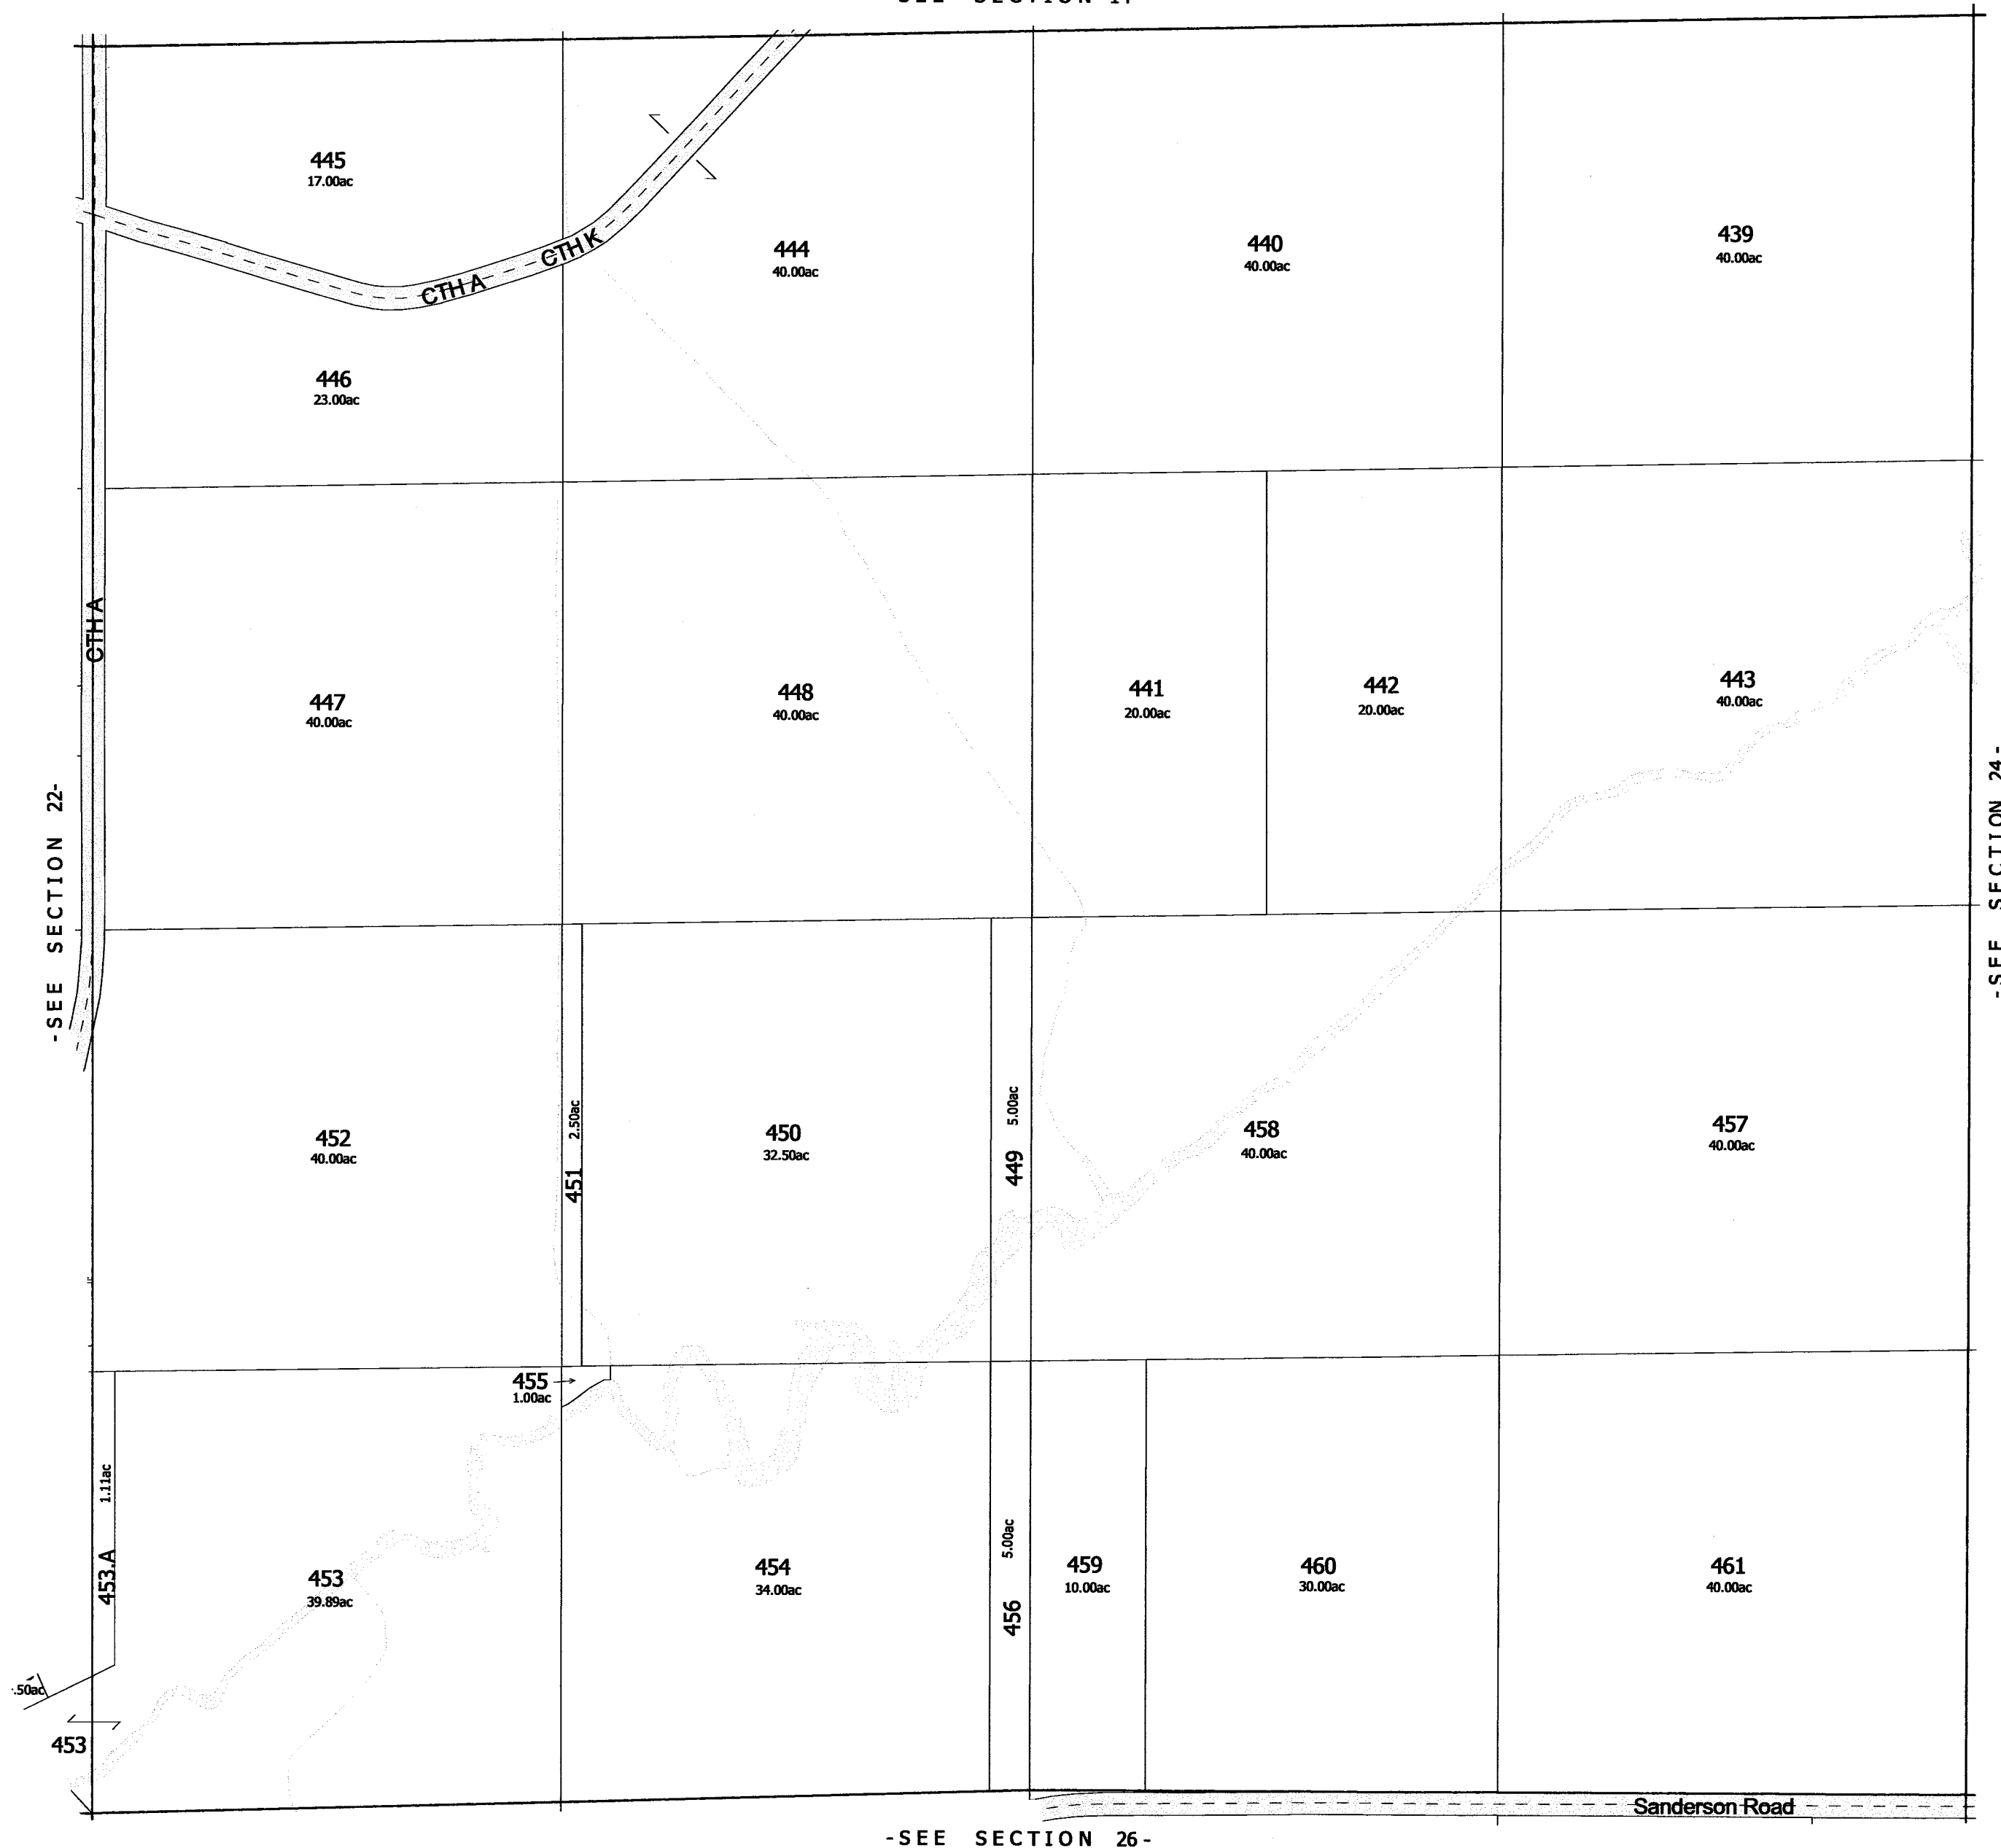 445
17.00ac
CTH K
CTH A
444
40.00ac
440
40.00ac
439
40.00ac
446
23.00ac
CTH A
447
40.00ac
448
40.00ac
441
20.00ac
442
20.00ac
443
40.00ac
-SEE SECTION 22-
-SEE SECTION 24-
452
40.00ac
451 2.50ac
450
32.50ac
449 5.00ac
458
40.00ac
457
40.00ac
455
1.00ac
453.A 1.11ac
453
39.89ac
454
34.00ac
456 5.00ac
459
10.00ac
460
30.00ac
461
40.00ac
.50ac
453
Sanderson Road
-SEE SECTION 26-